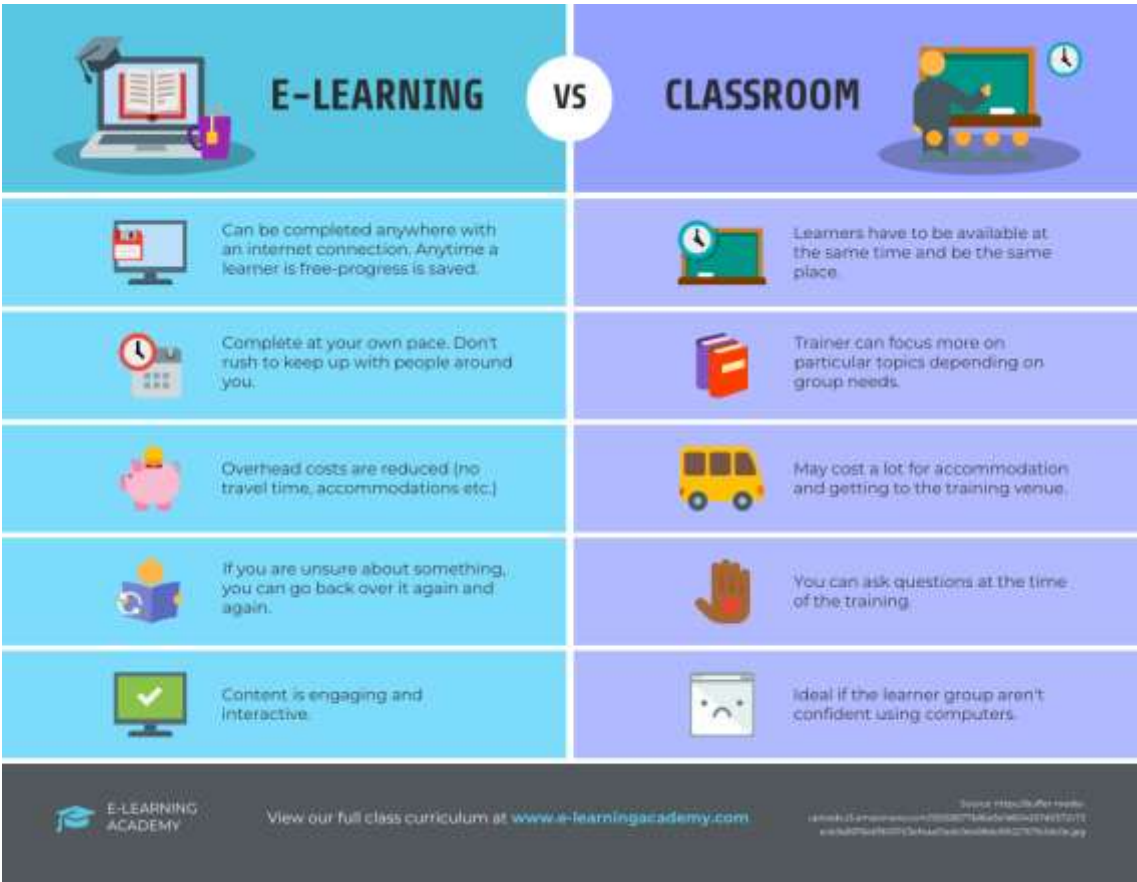 E-LEARNING
VS
CLASSROOM
Can be completed anywhere with
an internet connection. Anytime a
learner is free-progress is saved.
Learners have to be available at
the same time and be the same
place.
Complete at your own pace. Don't
rush to keep up with people around
you.
Trainer can focus more on
particular topics depending on
group needs.
Overhead costs are reduced (no
travel time, accommodations etc.)
May cost a lot for accommodation
and getting to the training venue.
If you are unsure about something,
you can go back over it again and
again.
You can ask questions at the time
of the training.
Content is engaging and
interactive.
Ideal if the learner group aren't
confident using computers.
E-LEARNING
ACADEMY
View our full class curriculum at www.e-learningacademy.com